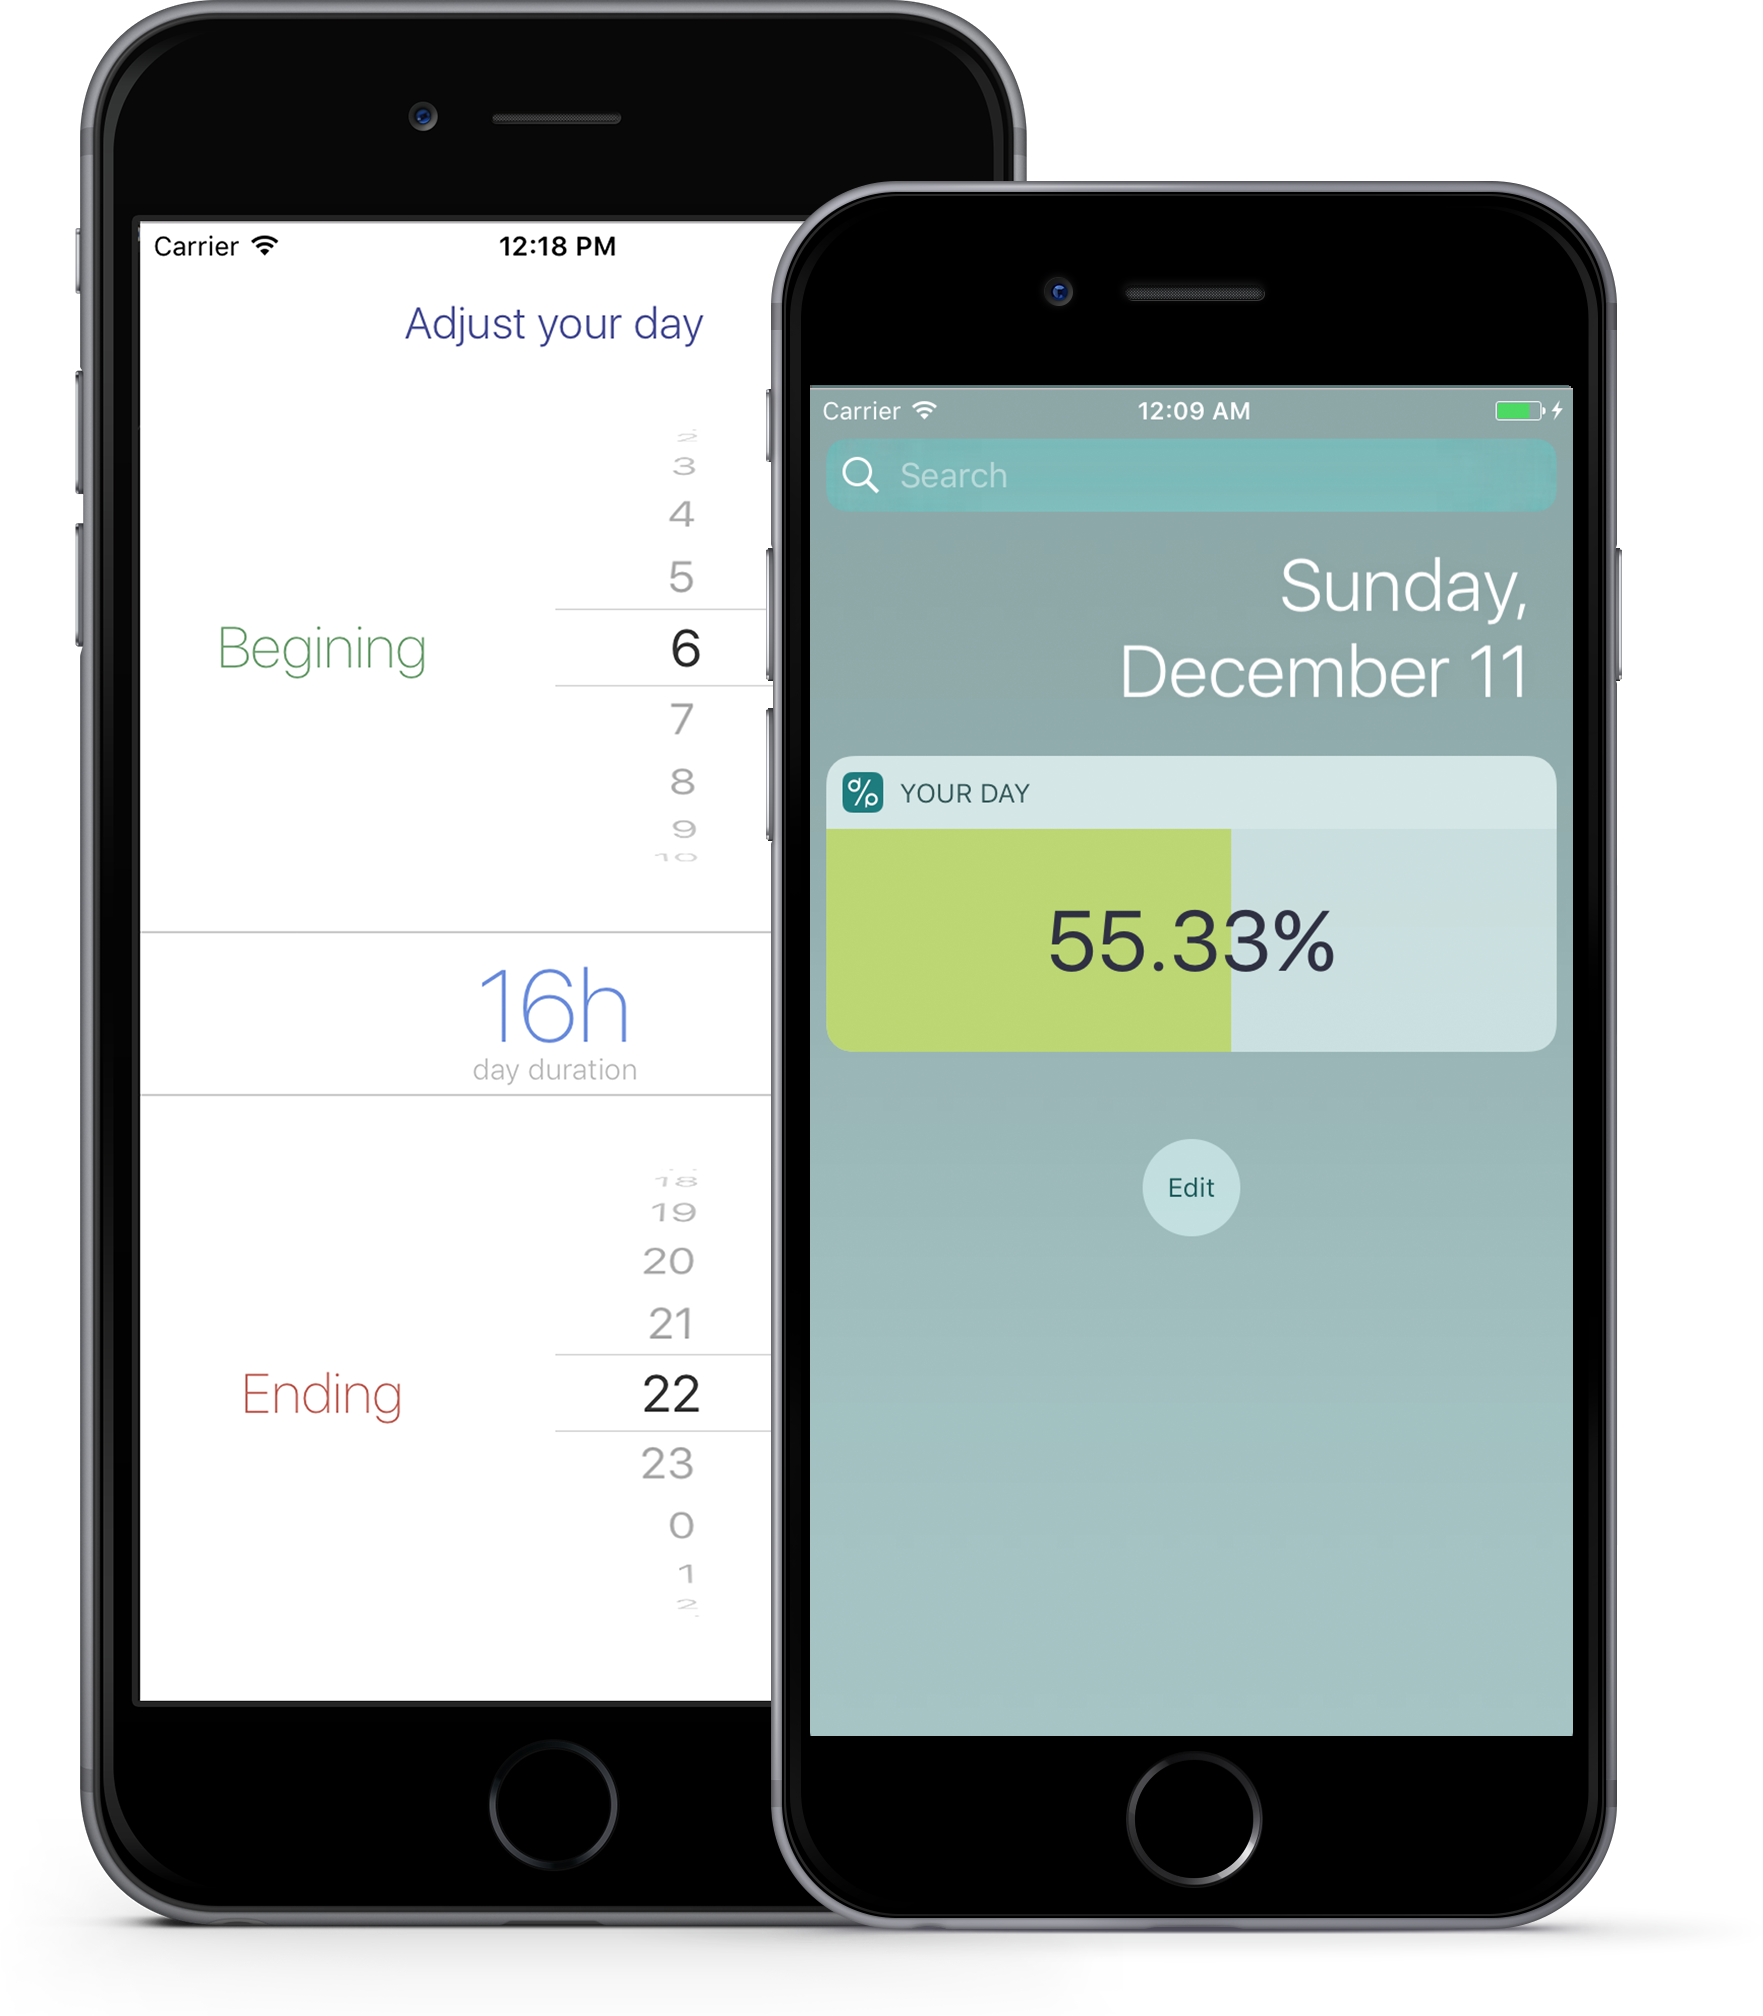 Carrier 12:18 PM
Adjust your day
2
3
4
5
Begining 6
7
8
9
10
16h
day duration
18
19
20
21
Ending 22
23
0
1
2
Carrier 12:09 AM
Search
Sunday,
December 11
d/p YOUR DAY
55.33%
Edit